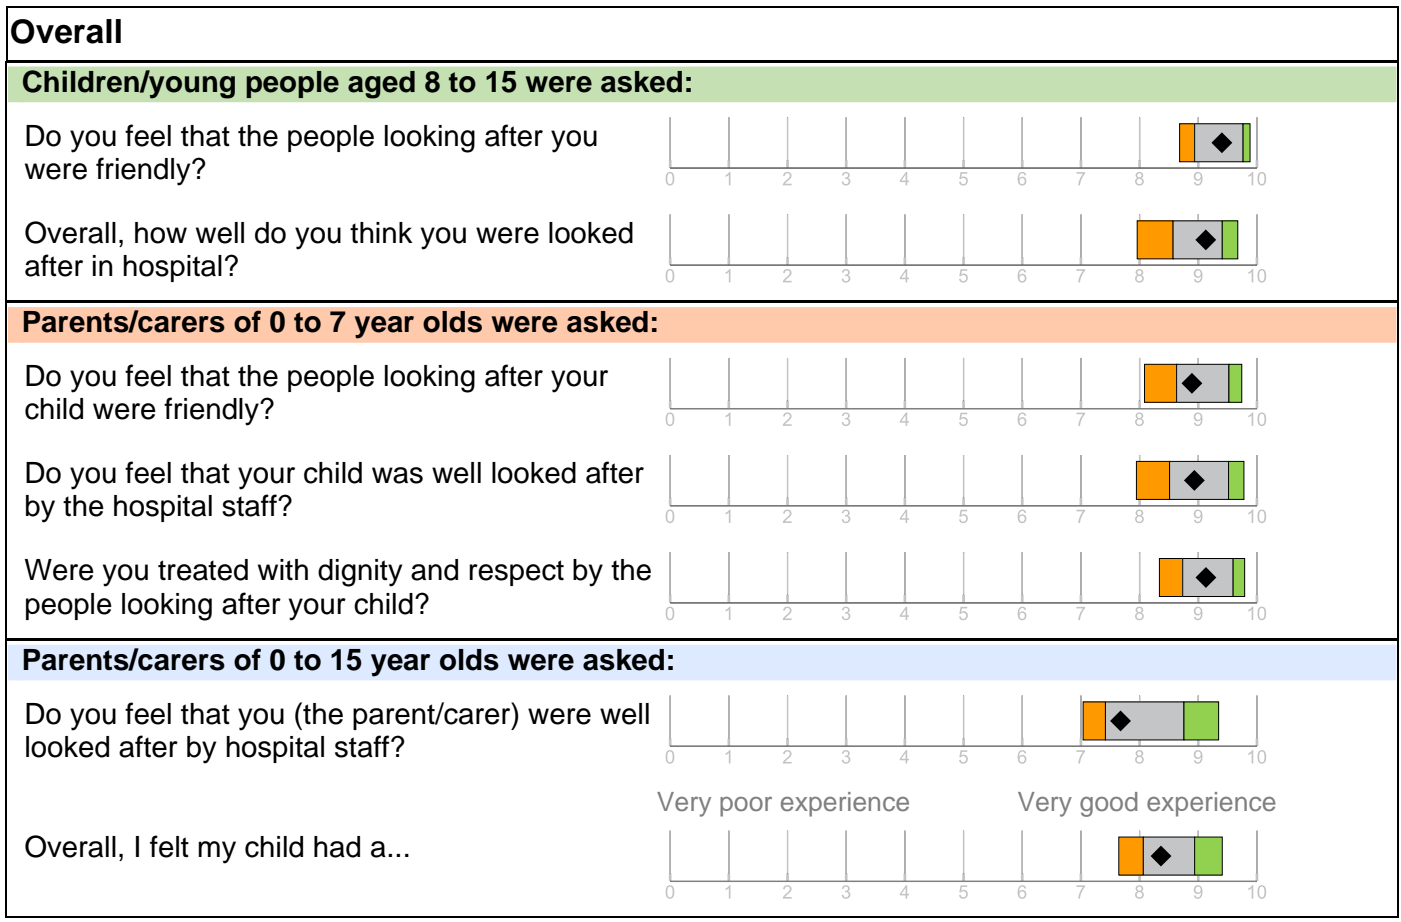 Overall
Children/young people aged 8 to 15 were asked:
Do you feel that the people looking after you
were friendly?
0 1 2 3 4 5 6 7 8 9 10
Overall, how well do you think you were looked
after in hospital?
0 1 2 3 4 5 6 7 8 9 10
Parents/carers of 0 to 7 year olds were asked:
Do you feel that the people looking after your
child were friendly?
0 1 2 3 4 5 6 7 8 9 10
Do you feel that your child was well looked after
by the hospital staff?
0 1 2 3 4 5 6 7 8 9 10
Were you treated with dignity and respect by the
people looking after your child?
0 1 2 3 4 5 6 7 8 9 10
Parents/carers of 0 to 15 year olds were asked:
Do you feel that you (the parent/carer) were well
looked after by hospital staff?
0 1 2 3 4 5 6 7 8 9 10
Very poor experience Very good experience
Overall, I felt my child had a...
0 1 2 3 4 5 6 7 8 9 10